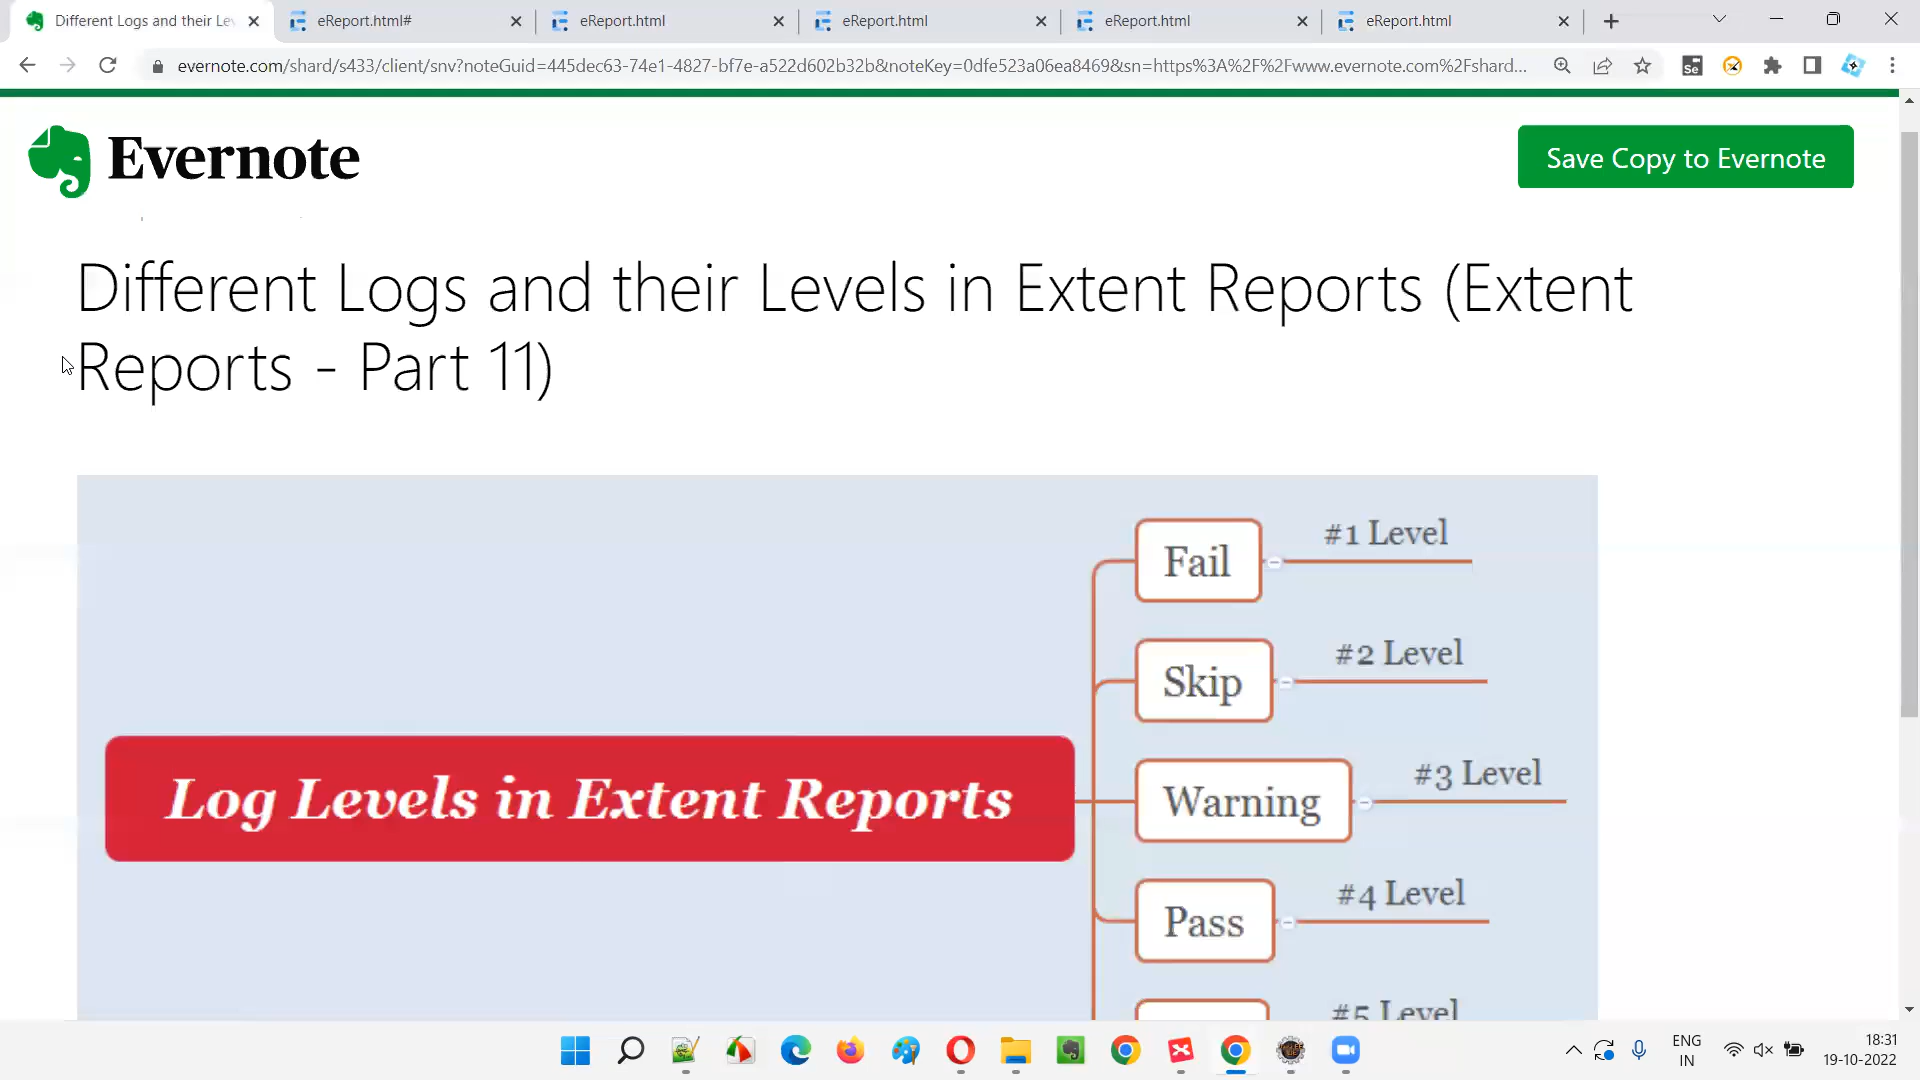 Different Logs and their Le
eReport.html#
eReport.html
eReport.html
eReport.html
eReport.html
evernote.com/shard/s433/client/snv?noteGuid=445dec63-74e1-4827-bf7e-a522d602b32b&noteKey=0dfe523a06ea8469&sn=https%3A%2F%2Fwww.evernote.com%2Fshard...
Se
Evernote
Save Copy to Evernote
Different Logs and their Levels in Extent Reports (Extent
Reports - Part 11)
Fail
#1 Level
Skip
#2 Level
Log Levels in Extent Reports
Warning
#3 Level
Pass
#4 Level
#5 Level
ENG
IN
18:31
19-10-2022